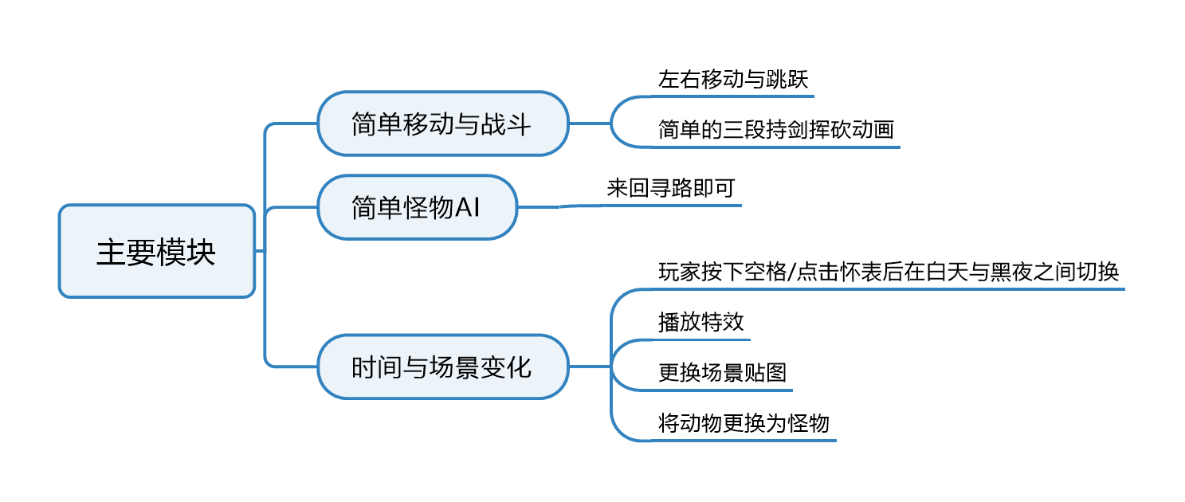 主要模块
简单移动与战斗
左右移动与跳跃
简单的三段持剑挥砍动画
简单怪物AI
来回寻路即可
时间与场景变化
玩家按下空格/点击怀表后在白天与黑夜之间切换
播放特效
更换场景贴图
将动物更换为怪物